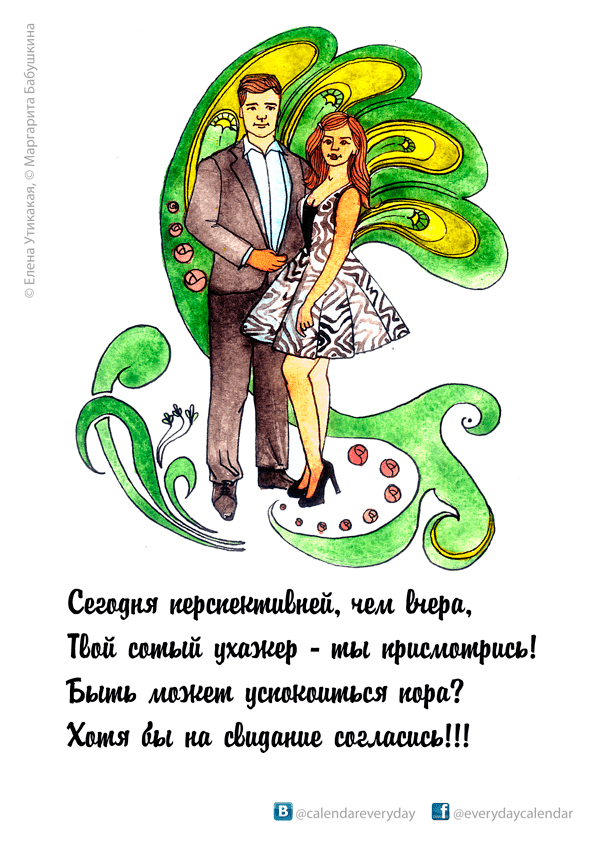 © Елена Утикакая, © Маргарита Бабушкина
Сегодня перспективней, чем вчера,
Твой сотый ухажер - ты присмотрись!
Быть может успокоиться пора?
Хотя бы на свидание согласись!!!
B @calendareveryday f @everydaycalendar